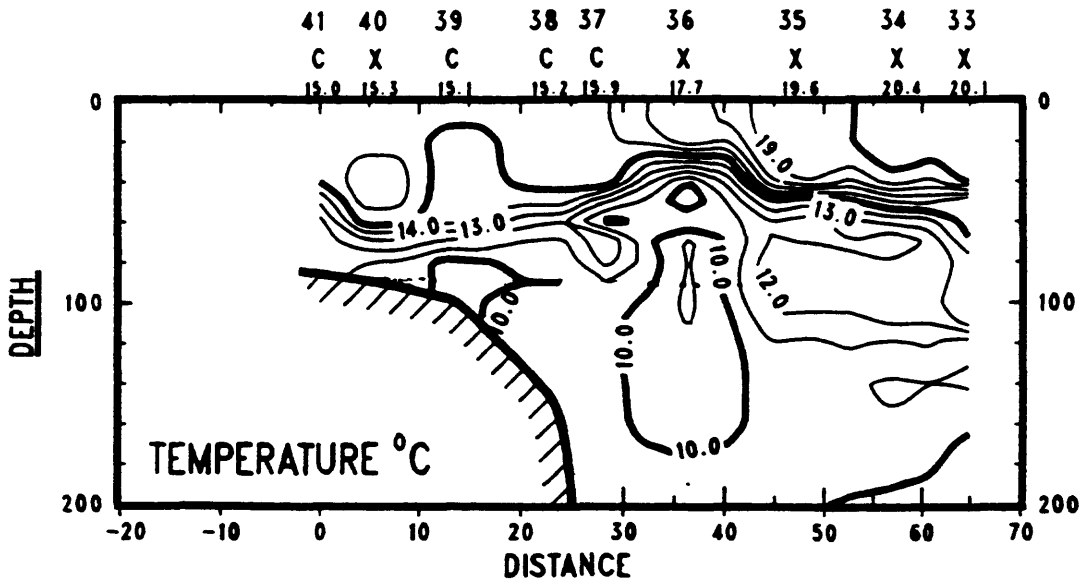 41 40 39 38 37 36 35 34 33
C X C C C X X X X
15.0 15.3 15.1 15.2 15.9 17.7 19.6 20.4 20.1
0 0
19.0
14.0 13.0 13.0
10.0 12.0
100 100
0.0
10.0
DEPTH
TEMPERATURE °C
10.0
200 200
-20 -10 0 10 20 30 40 50 60 70
DISTANCE